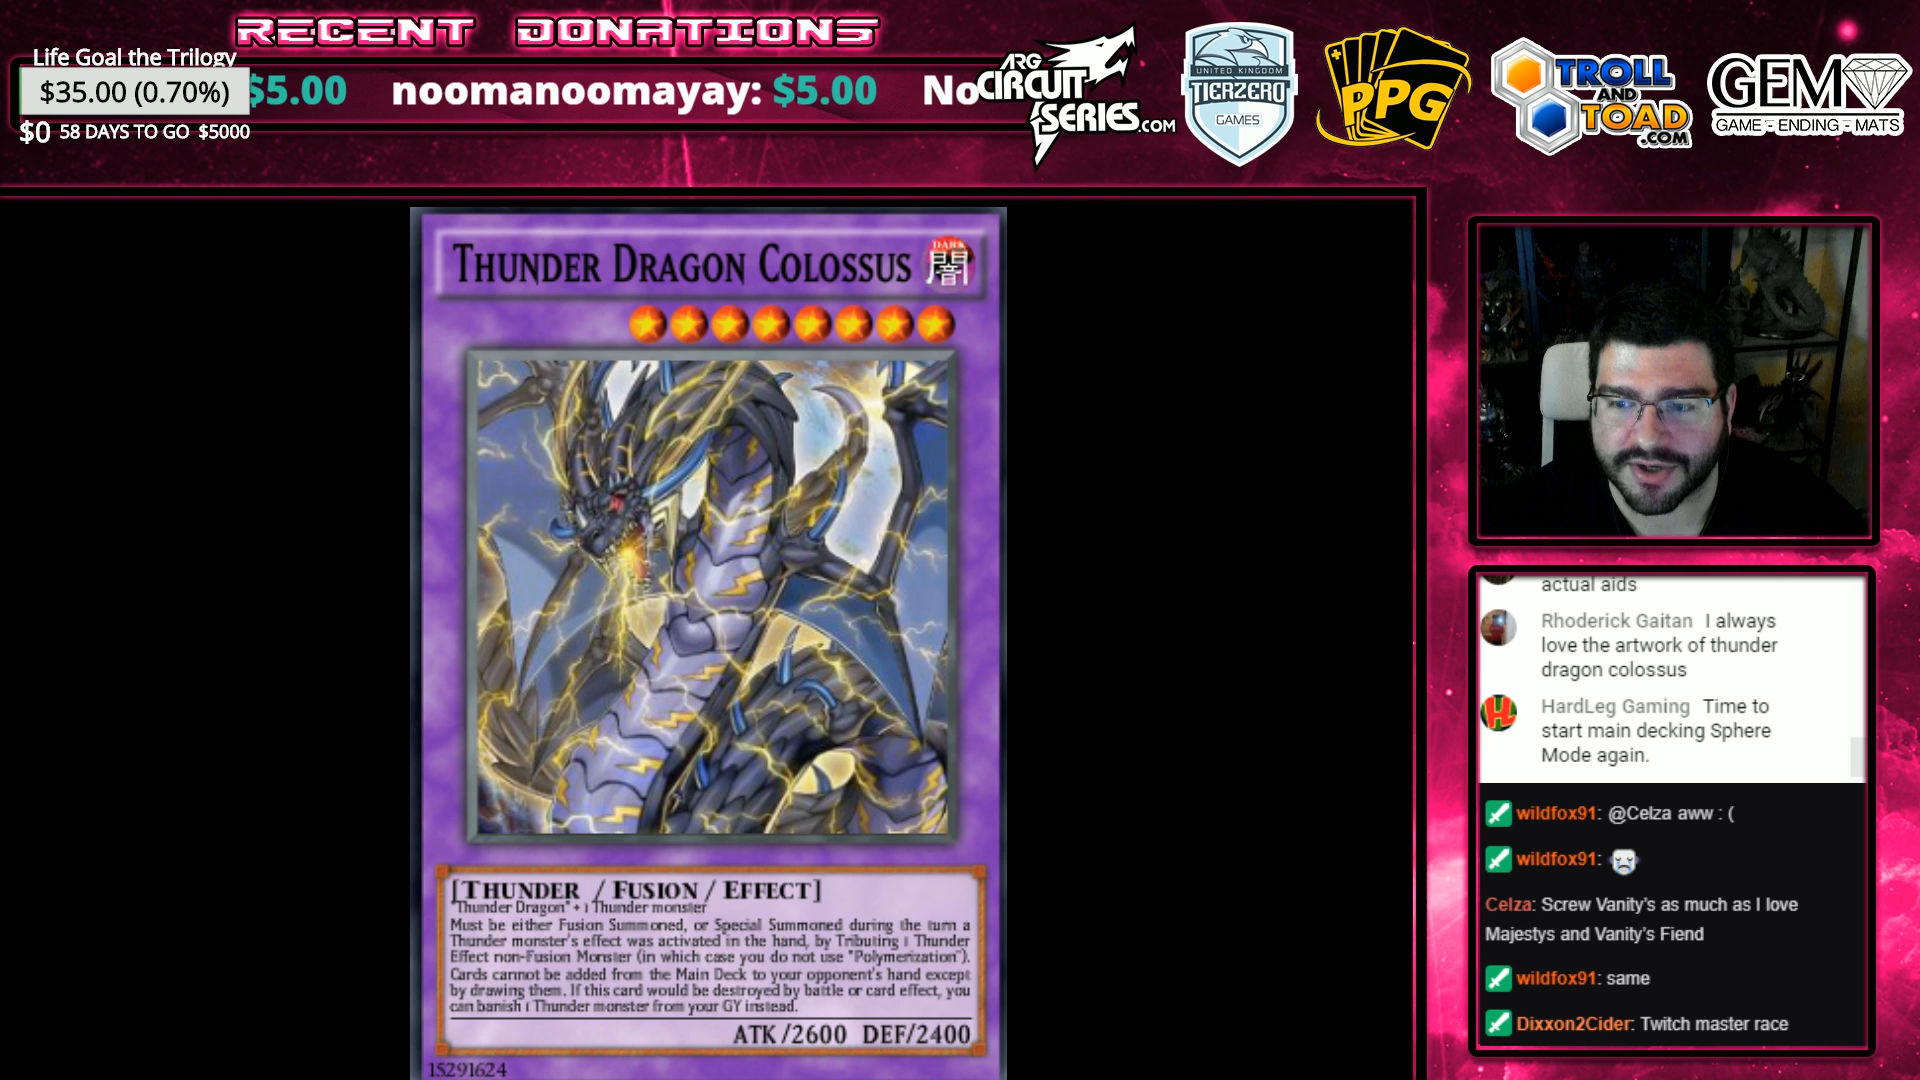 RECENT DONATIONS
Life Goal the Trilogy
$35.00 (0.70%)
$0 58 DAYS TO GO $5000
$5.00 noomanoomayay: $5.00 No
ARG
CIRCUIT
SERIES.COM
UNITED KINGDOM
TIERZERO
GAMES
PPG
TROLL
AND
TOAD
.COM
GEM
GAME - ENDING - MATS
THUNDER DRAGON COLOSSUS
DARK
闇
[THUNDER / FUSION / EFFECT]
"Thunder Dragon" + 1 Thunder monster
Must be either Fusion Summoned, or Special Summoned during the turn a
Thunder monster's effect was activated in the hand, by Tributing 1 Thunder
Effect non-Fusion Monster (in which case you do not use "Polymerization").
Cards cannot be added from the Main Deck to your opponent's hand except
by drawing them. If this card would be destroyed by battle or card effect, you
can banish 1 Thunder monster from your GY instead.
ATK/2600 DEF/2400
15291624
actual aids
Rhoderick Gaitan I always
love the artwork of thunder
dragon colossus
HardLeg Gaming Time to
start main decking Sphere
Mode again.
wildfox91: @Celza aww : (
wildfox91:
Celza: Screw Vanity's as much as I love
Majestys and Vanity's Fiend
wildfox91: same
Dixxon2Cider: Twitch master race